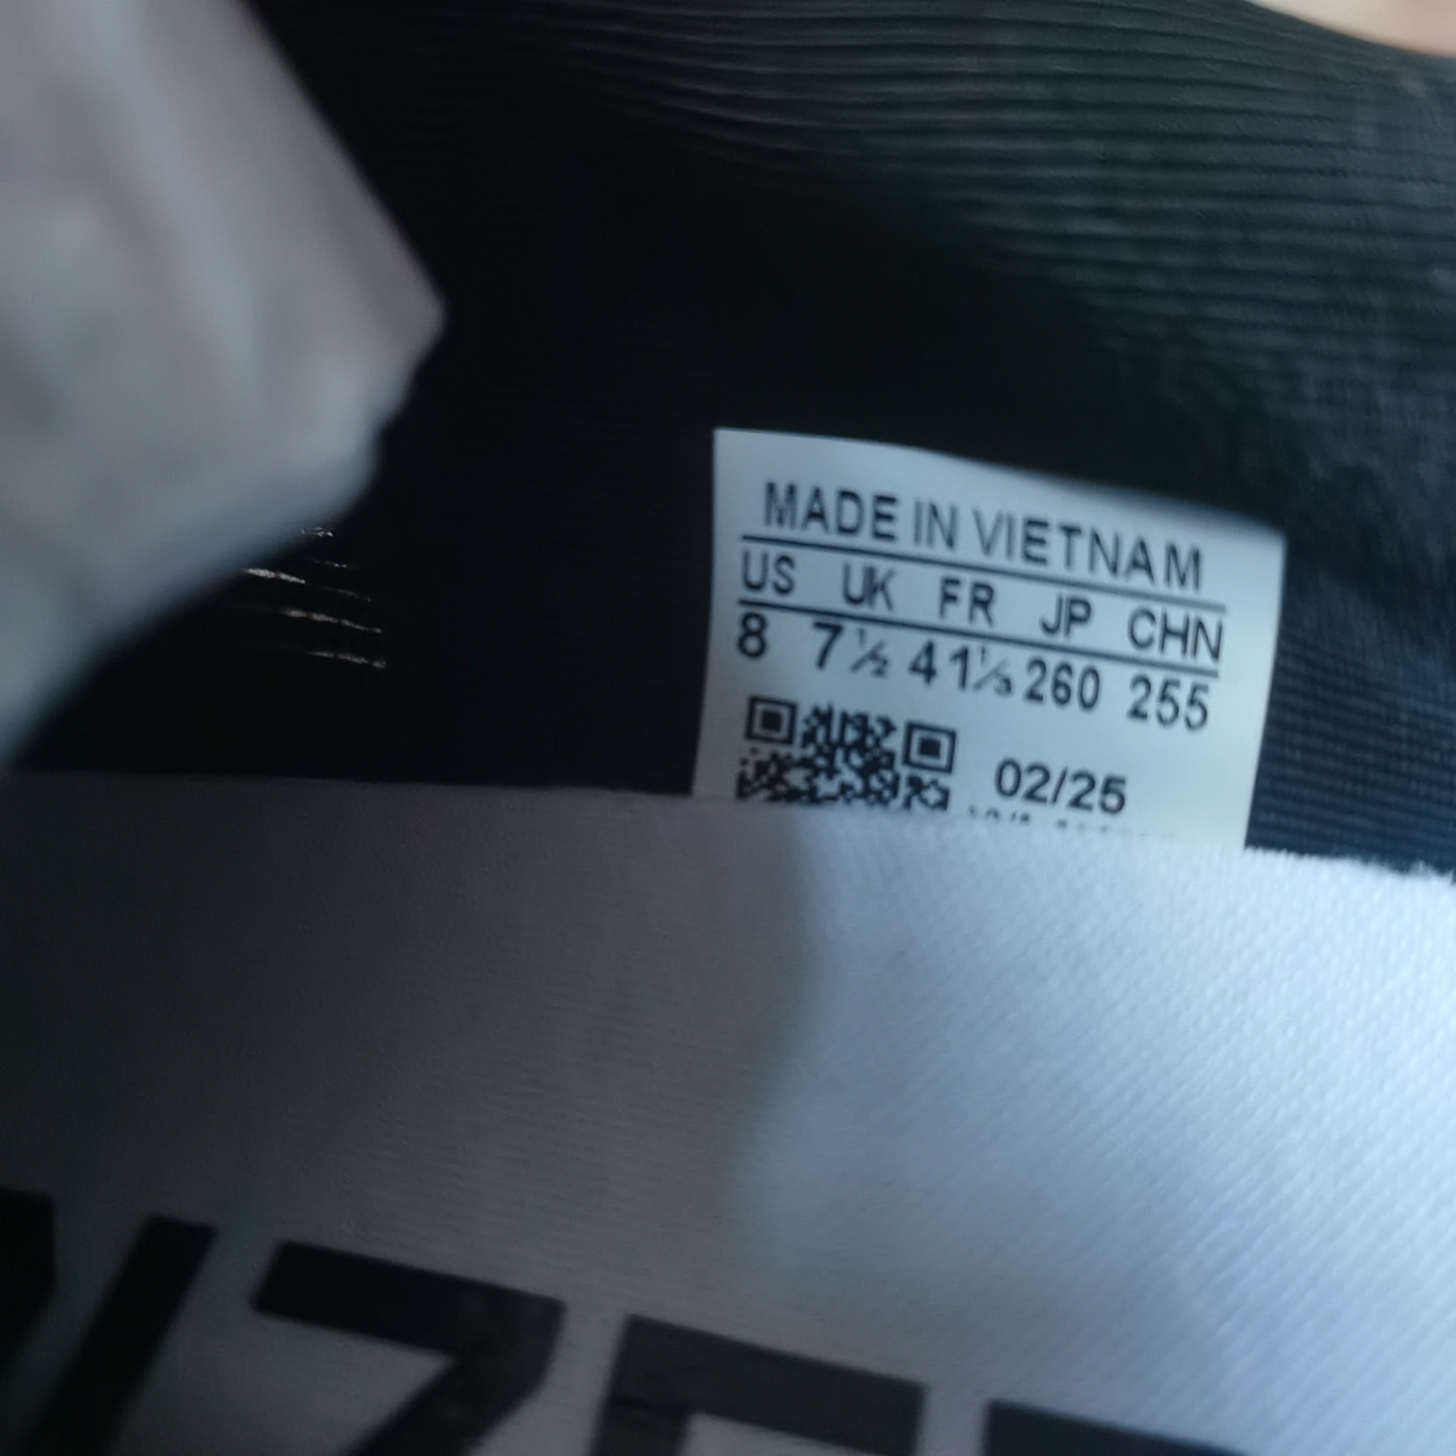 MADE IN VIETNAM
US UK FR JP CHN
8 7½ 41⅓ 260 255
02/25